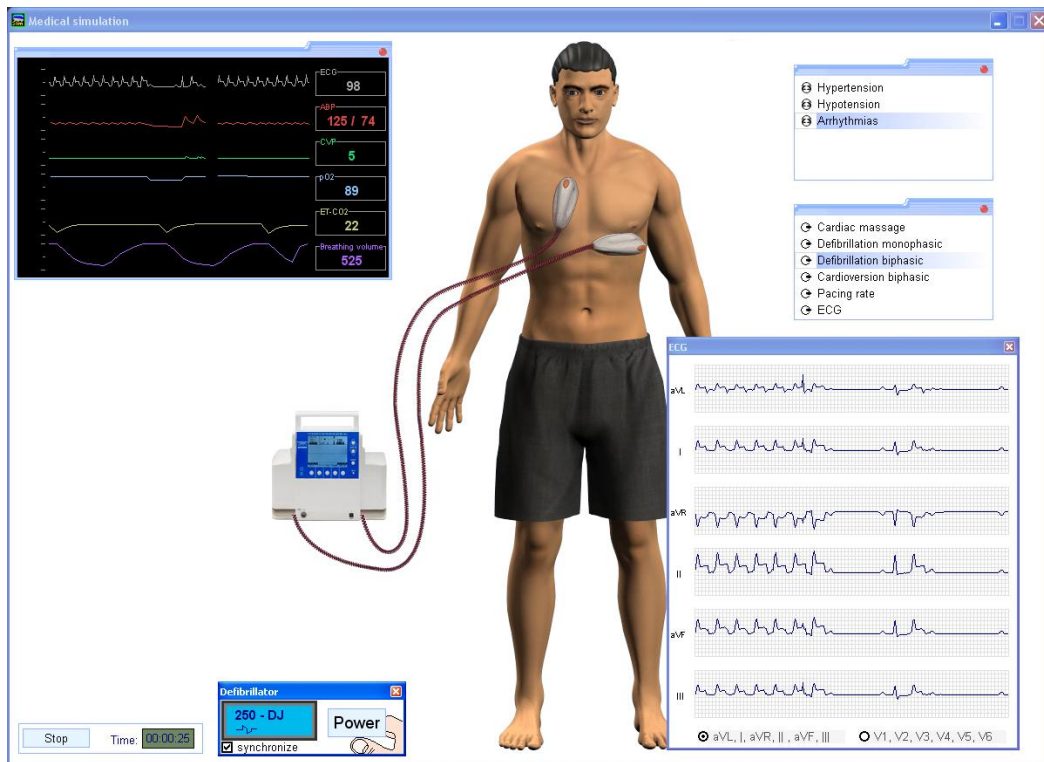 Medical simulation
ECG
98
ABP
125 / 74
CVP
5
pO2
89
ET-CO2
22
Breathing volume
525
Hypertension
Hypotension
Arrhythmias
Cardiac massage
Defibrillation monophasic
Defibrillation biphasic
Cardioversion biphasic
Pacing rate
ECG
ECG
aVL
I
aVR
II
aVF
III
aVL, I, aVR, II , aVF, III
V1, V2, V3, V4, V5, V6
Defibrillator
250 - DJ
Power
synchronize
Stop
Time: 00:00:25